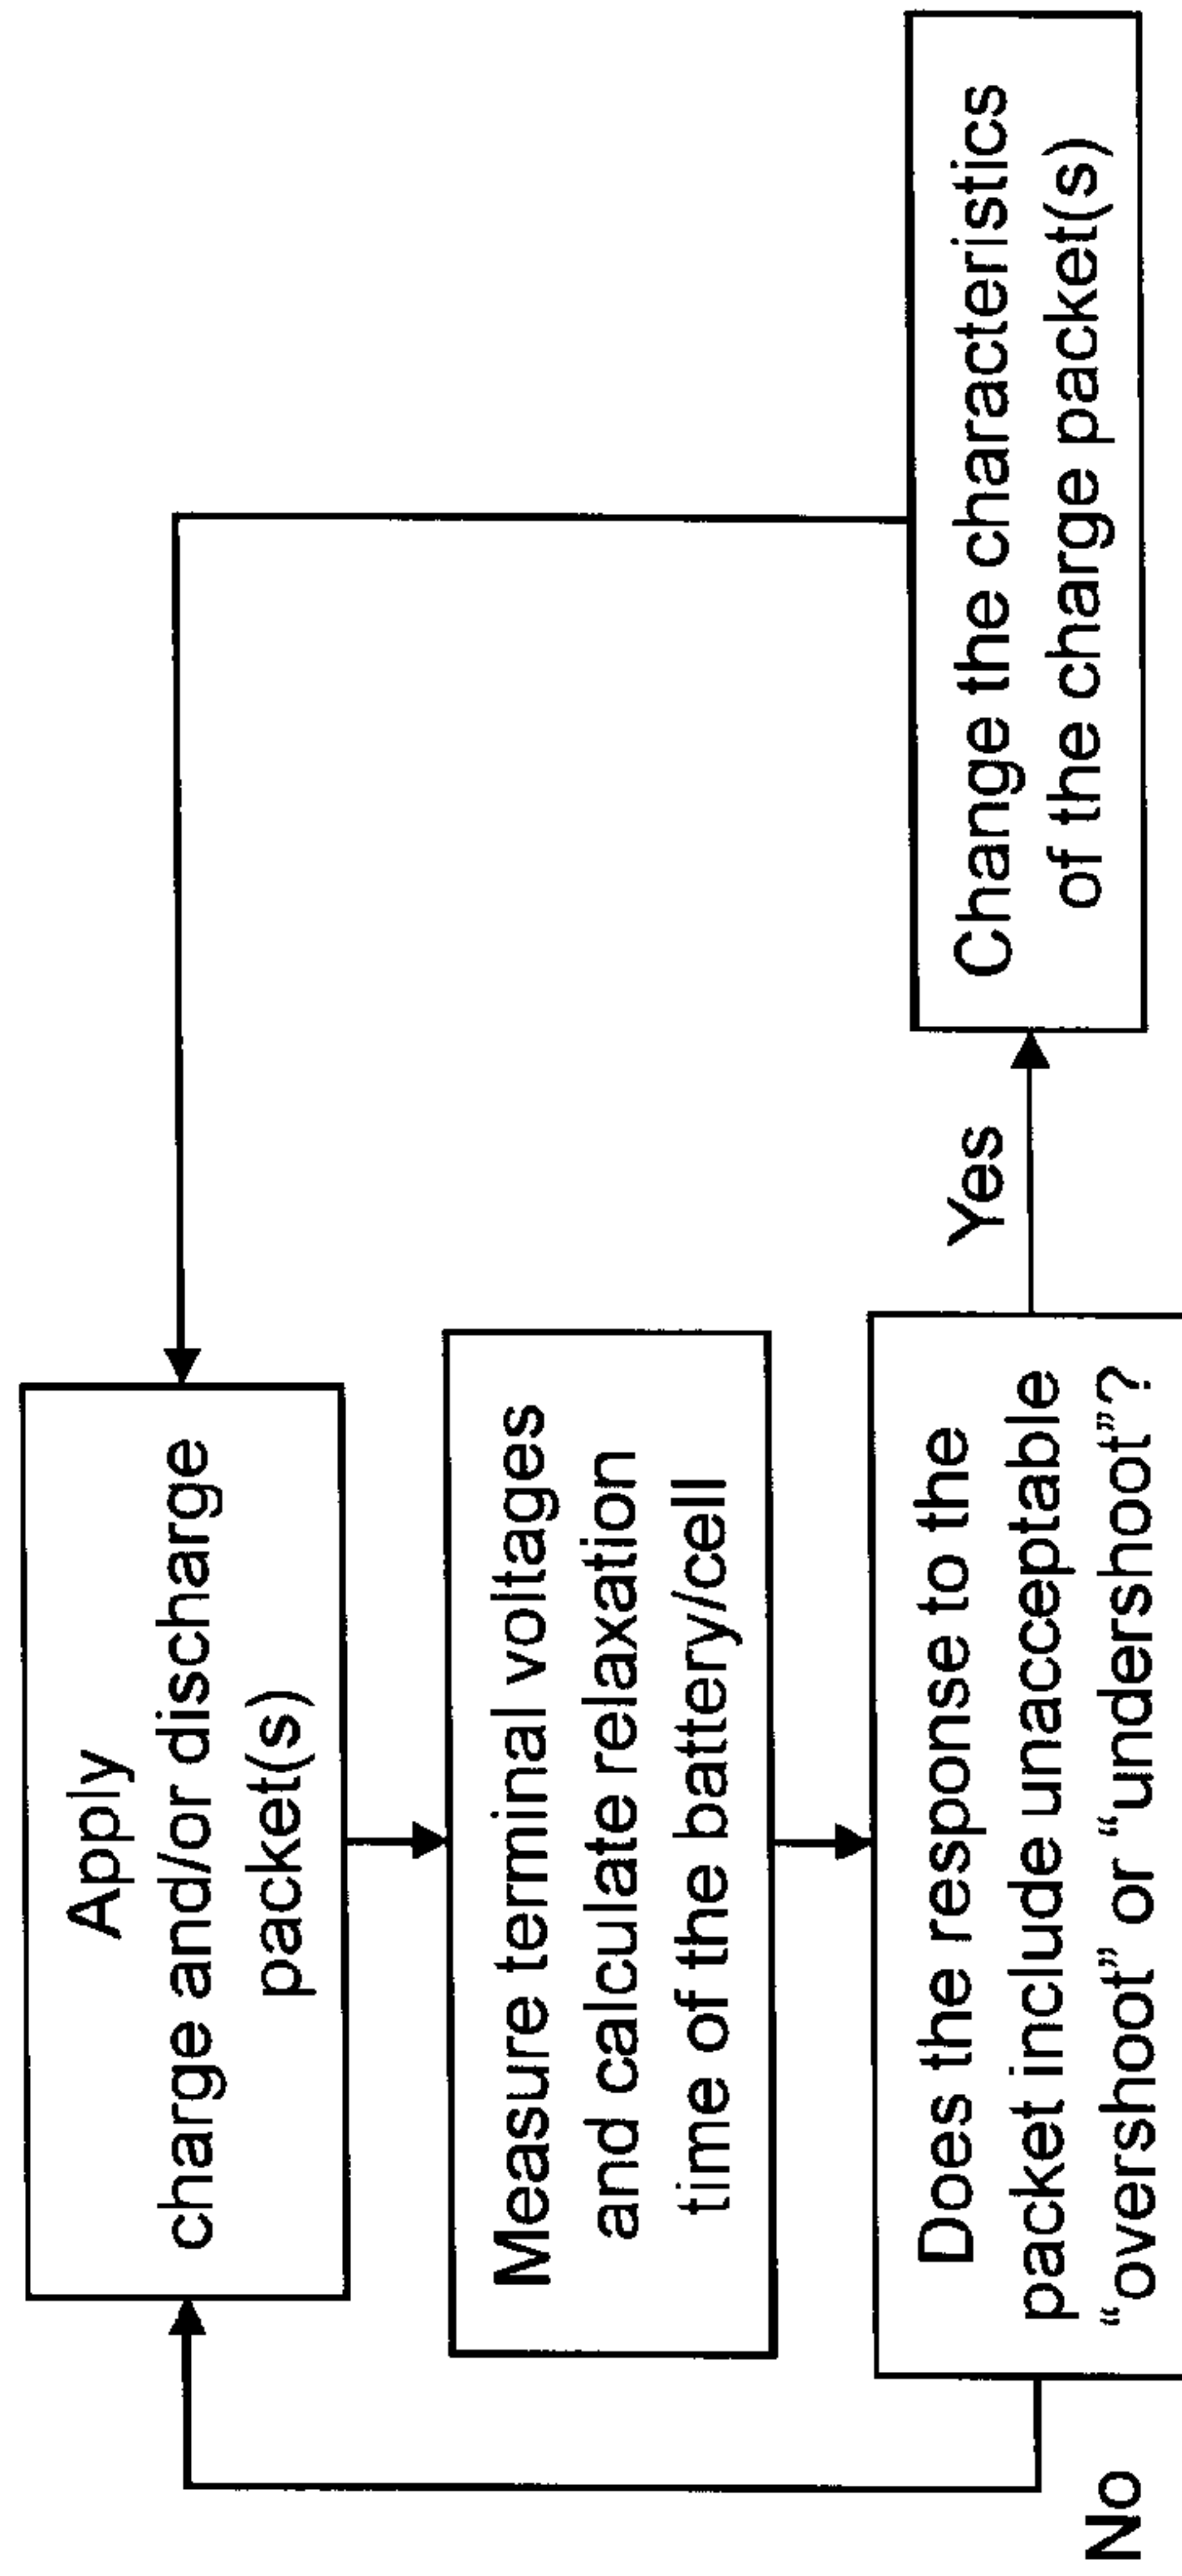 Apply
charge and/or discharge
packet(s)
Measure terminal voltages
and calculate relaxation
time of the battery/cell
Does the response to the
packet include unacceptable
“overshoot” or “undershoot”?
No
Yes
Change the characteristics
of the charge packet(s)